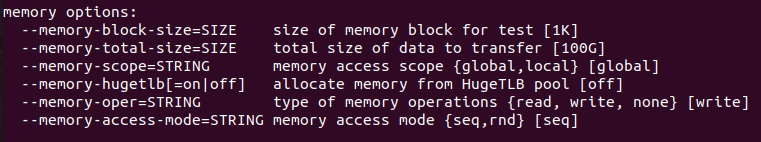 memory options:
  --memory-block-size=SIZE    size of memory block for test [1K]
  --memory-total-size=SIZE    total size of data to transfer [100G]
  --memory-scope=STRING       memory access scope {global,local} [global]
  --memory-hugetlb[=on|off]   allocate memory from HugeTLB pool [off]
  --memory-oper=STRING        type of memory operations {read, write, none} [write]
  --memory-access-mode=STRING memory access mode {seq,rnd} [seq]